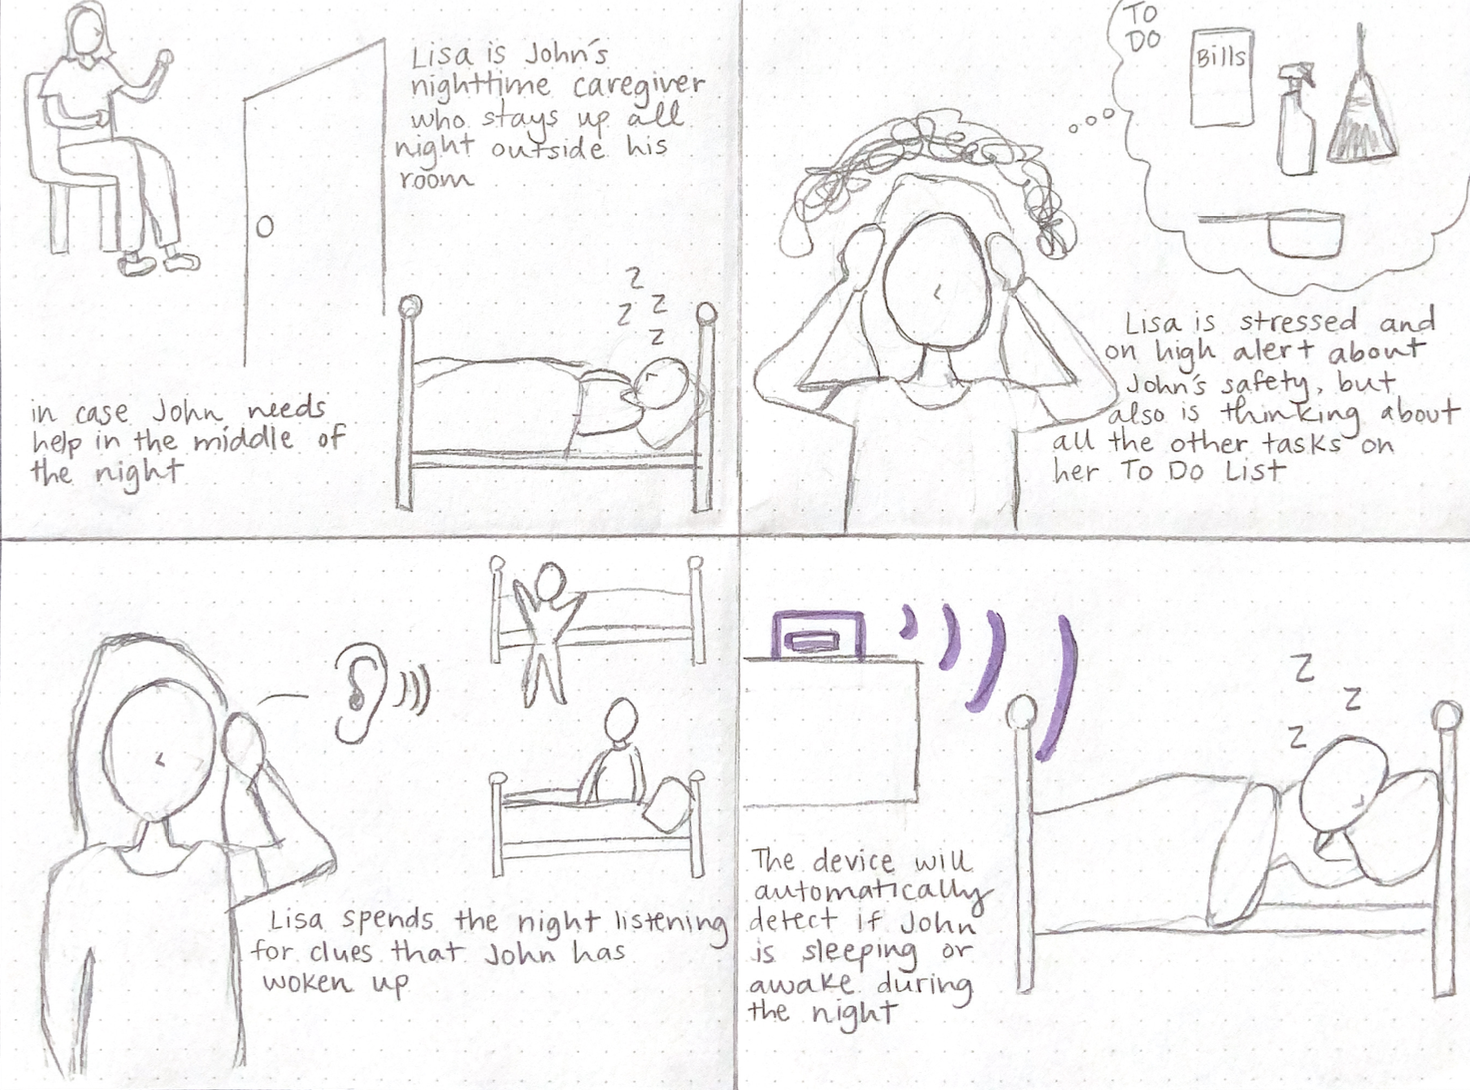 Lisa is John's
nighttime caregiver
who stays up all
night outside his
room
z
z z
z
in case John needs
help in the middle of
the night
TO
DO
Bills
Lisa is stressed and
on high alert about
John's safety, but
also is thinking about
all the other tasks on
her To Do List
Lisa spends the night listening
for clues that John has
woken up
z
z
z
The device will
automatically
detect if John
is sleeping or
awake during
the night